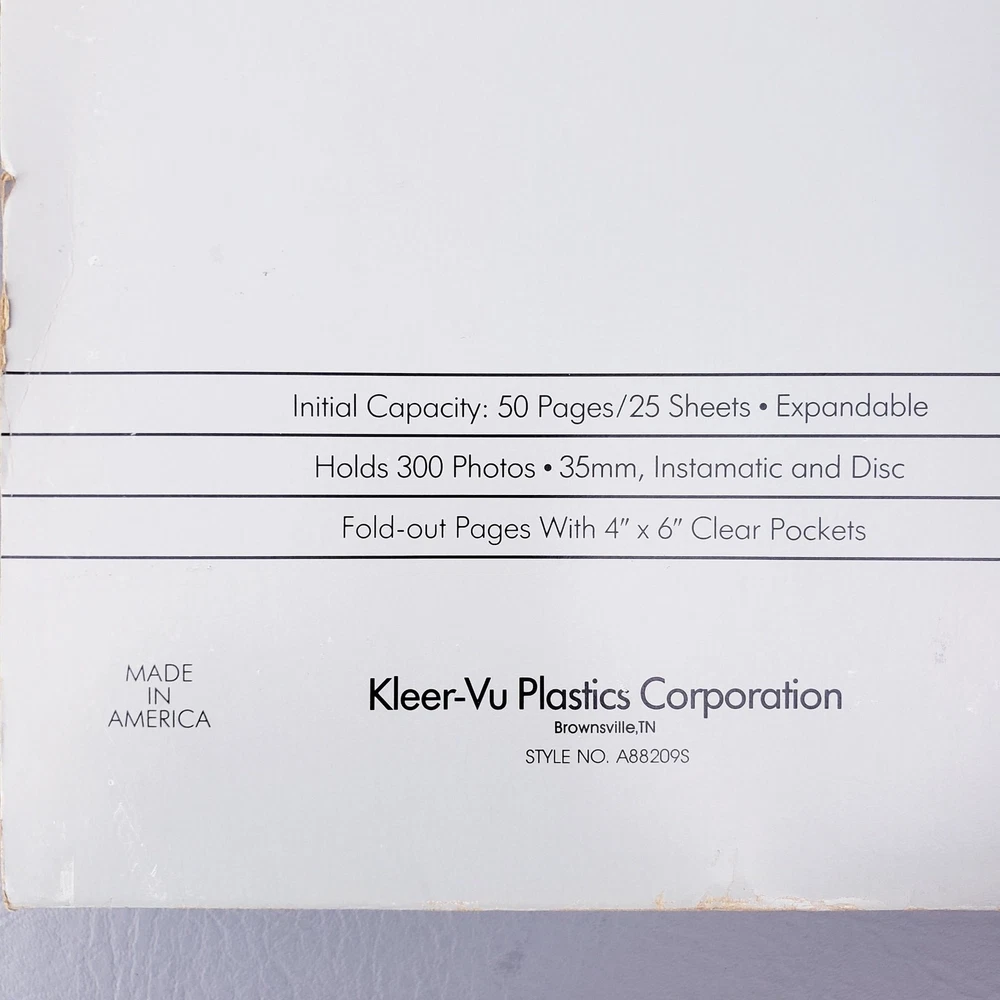 Initial Capacity: 50 Pages/25 Sheets • Expandable
Holds 300 Photos • 35mm, Instamatic and Disc
Fold-out Pages With 4" x 6" Clear Pockets
MADE
IN
AMERICA
Kleer-Vu Plastics Corporation
Brownsville,TN
STYLE NO. A88209S